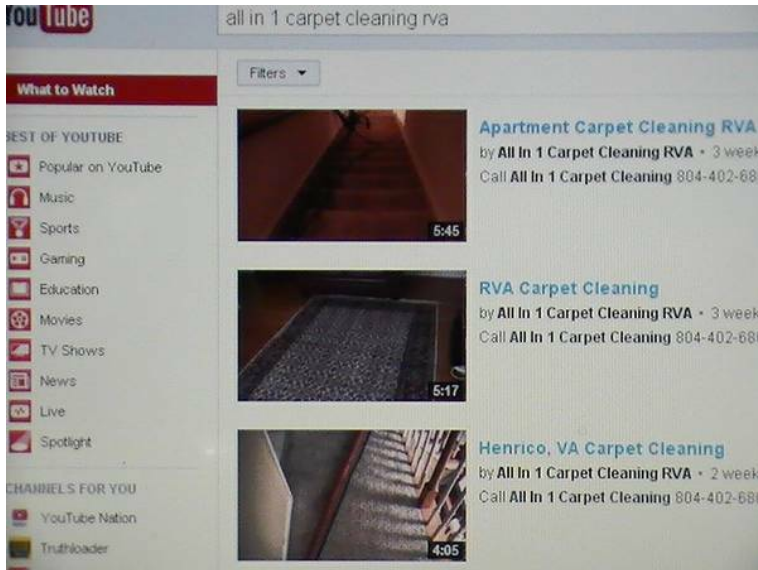 You Tube
all in 1 carpet cleaning rva
What to Watch
BEST OF YOUTUBE
Popular on YouTube
Music
Sports
Gaming
Education
Movies
TV Shows
News
Live
Spotlight
CHANNELS FOR YOU
YouTube Nation
Truthloader
Filters
5:45
Apartment Carpet Cleaning RVA
by All In 1 Carpet Cleaning RVA • 3 week
Call All In 1 Carpet Cleaning 804-402-68
5:17
RVA Carpet Cleaning
by All In 1 Carpet Cleaning RVA • 3 week
Call All In 1 Carpet Cleaning 804-402-68
4:05
Henrico, VA Carpet Cleaning
by All In 1 Carpet Cleaning RVA • 2 week
Call All In 1 Carpet Cleaning 804-402-68